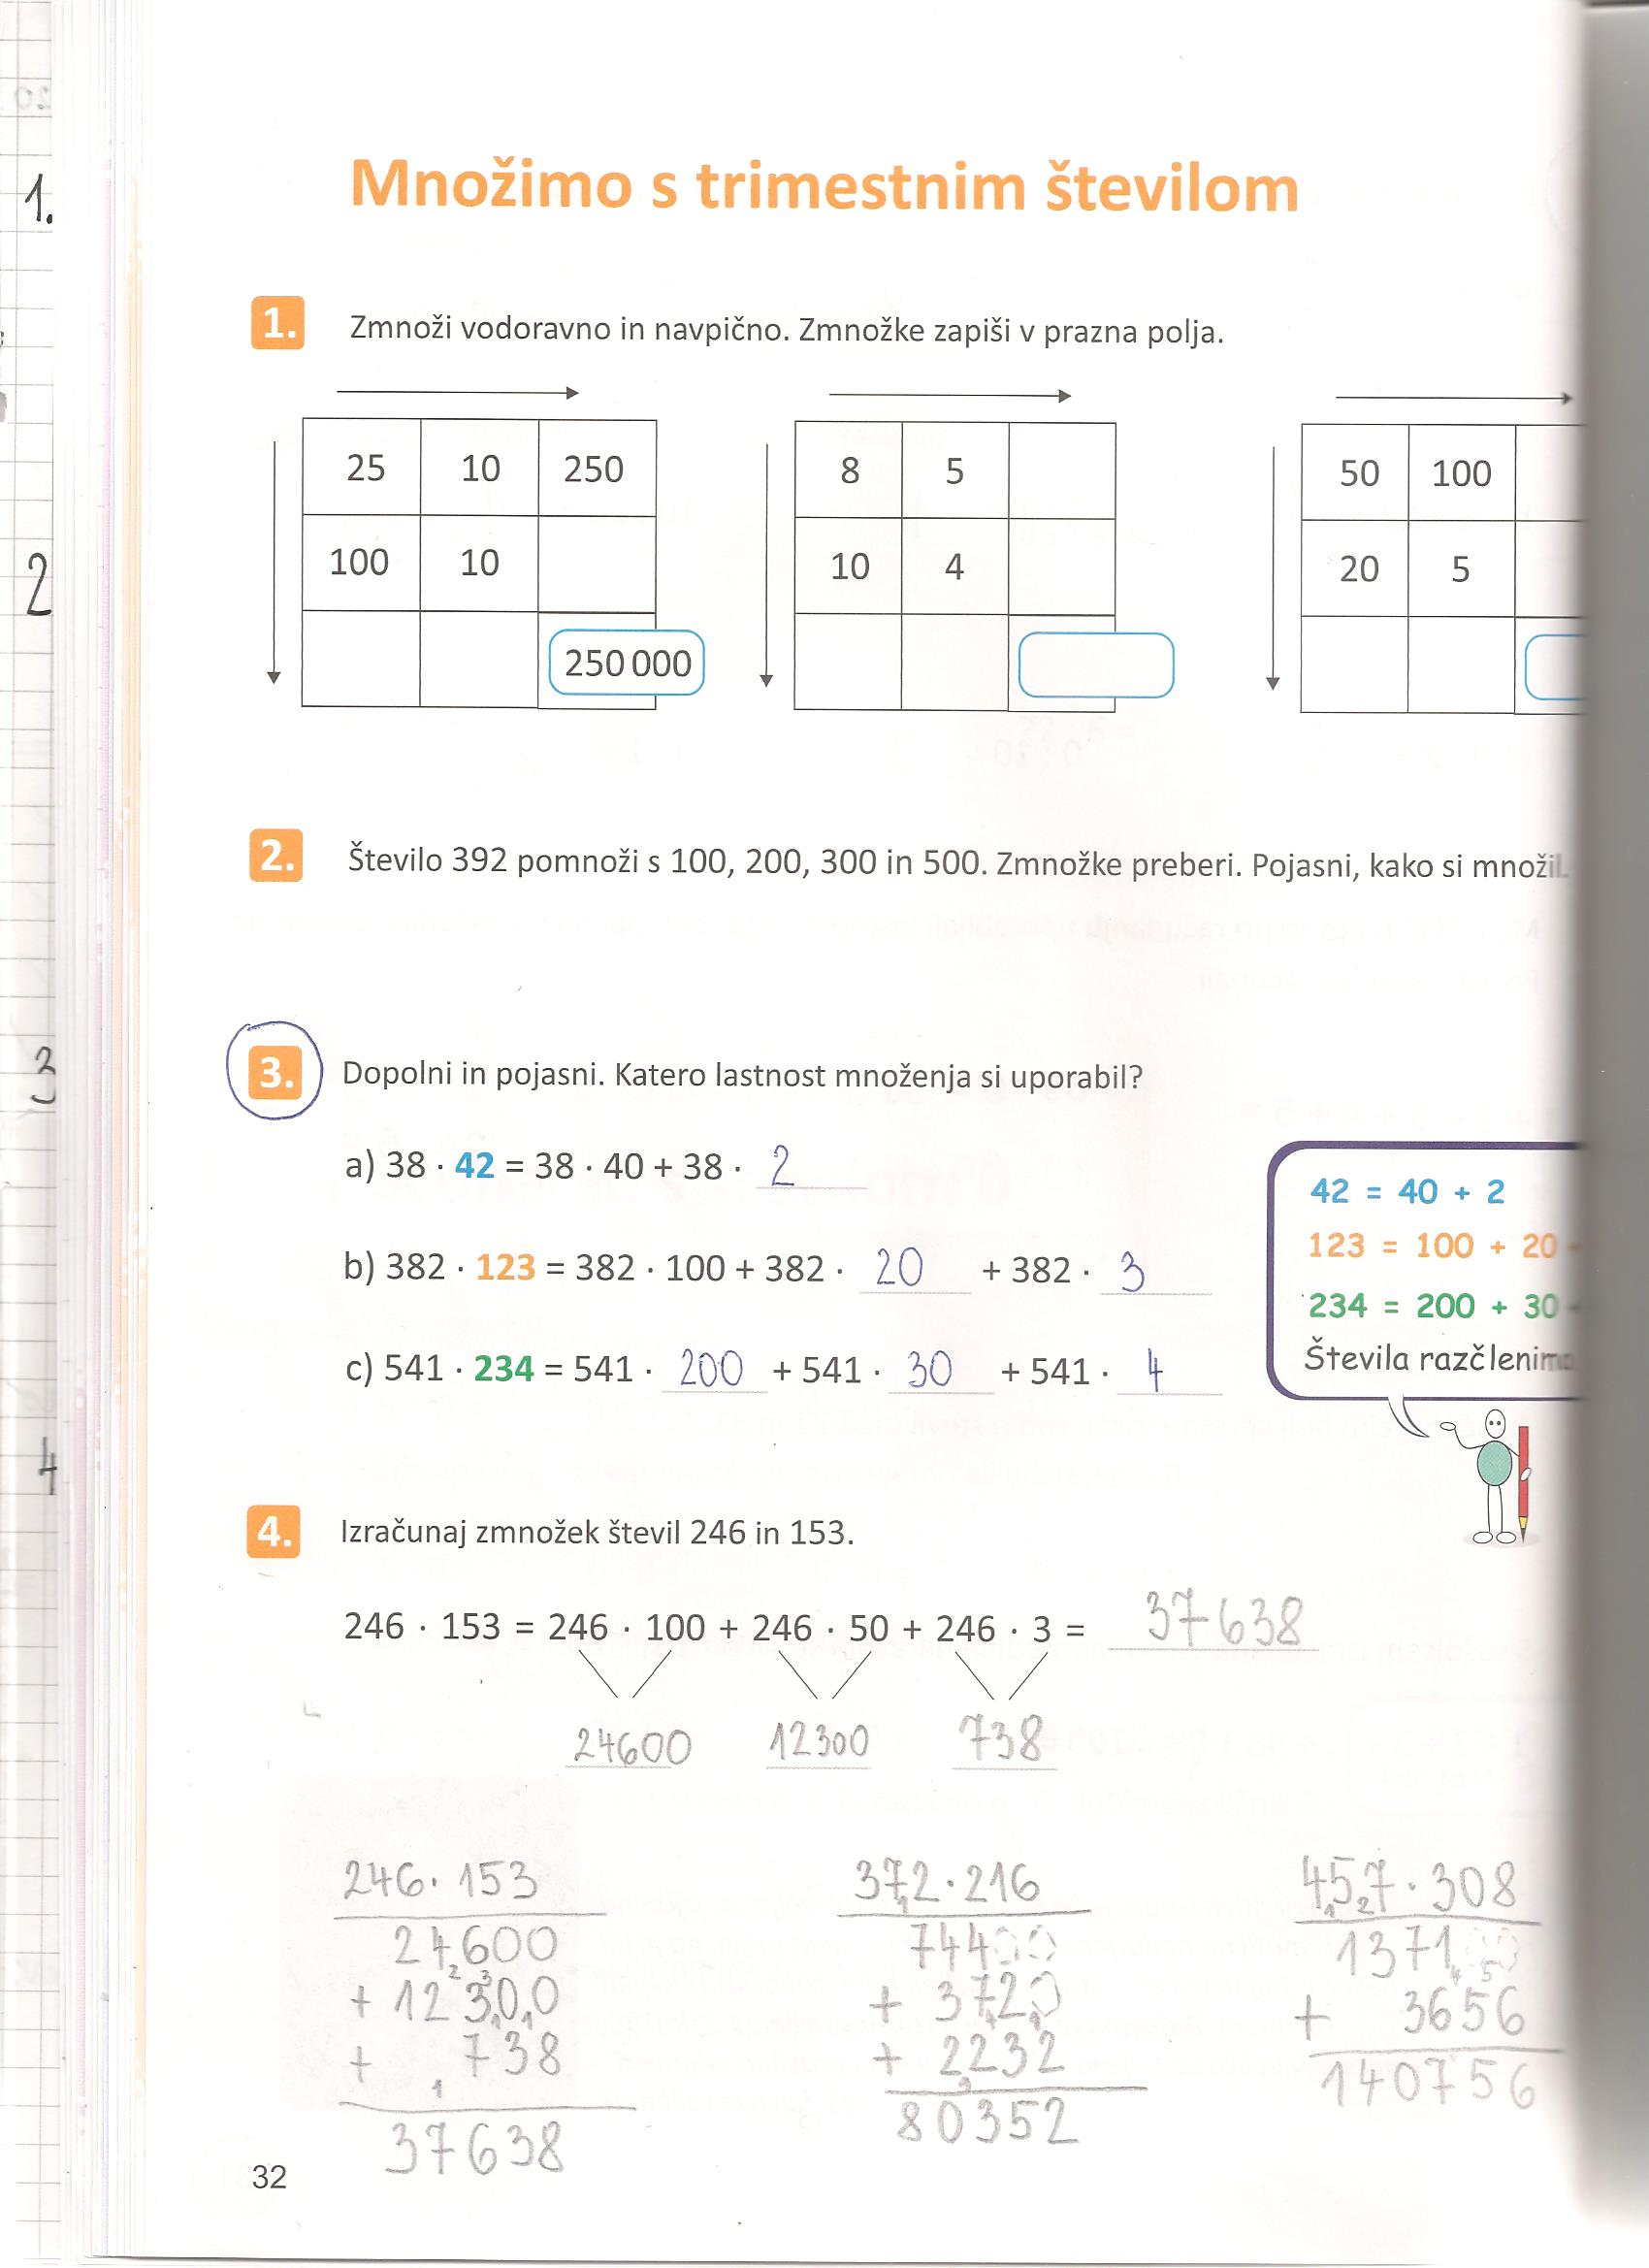 1.
2
3
4
Množimo s trimestnim številom
1. Zmnoži vodoravno in navpično. Zmnožke zapiši v prazna polja.
25 10 250
100 10
250 000
8 5
10 4
50 100
20 5
2. Število 392 pomnoži s 100, 200, 300 in 500. Zmnožke preberi. Pojasni, kako si množil.
3. Dopolni in pojasni. Katero lastnost množenja si uporabil?
a) 38 · 42 = 38 · 40 + 38 · 2
b) 382 · 123 = 382 · 100 + 382 · 20 + 382 · 3
c) 541 · 234 = 541 · 200 + 541 · 30 + 541 · 4
42 = 40 + 2
123 = 100 + 20
234 = 200 + 30
Števila razčlenimo
4. Izračunaj zmnožek števil 246 in 153.
246 · 153 = 246 · 100 + 246 · 50 + 246 · 3 = 37638
24600 12300 738
246 · 153
24600
+ 12300
+ 738
37638
372 · 216
74400
+ 3720
+ 2232
80352
457 · 308
137100
+ 3656
140756
32